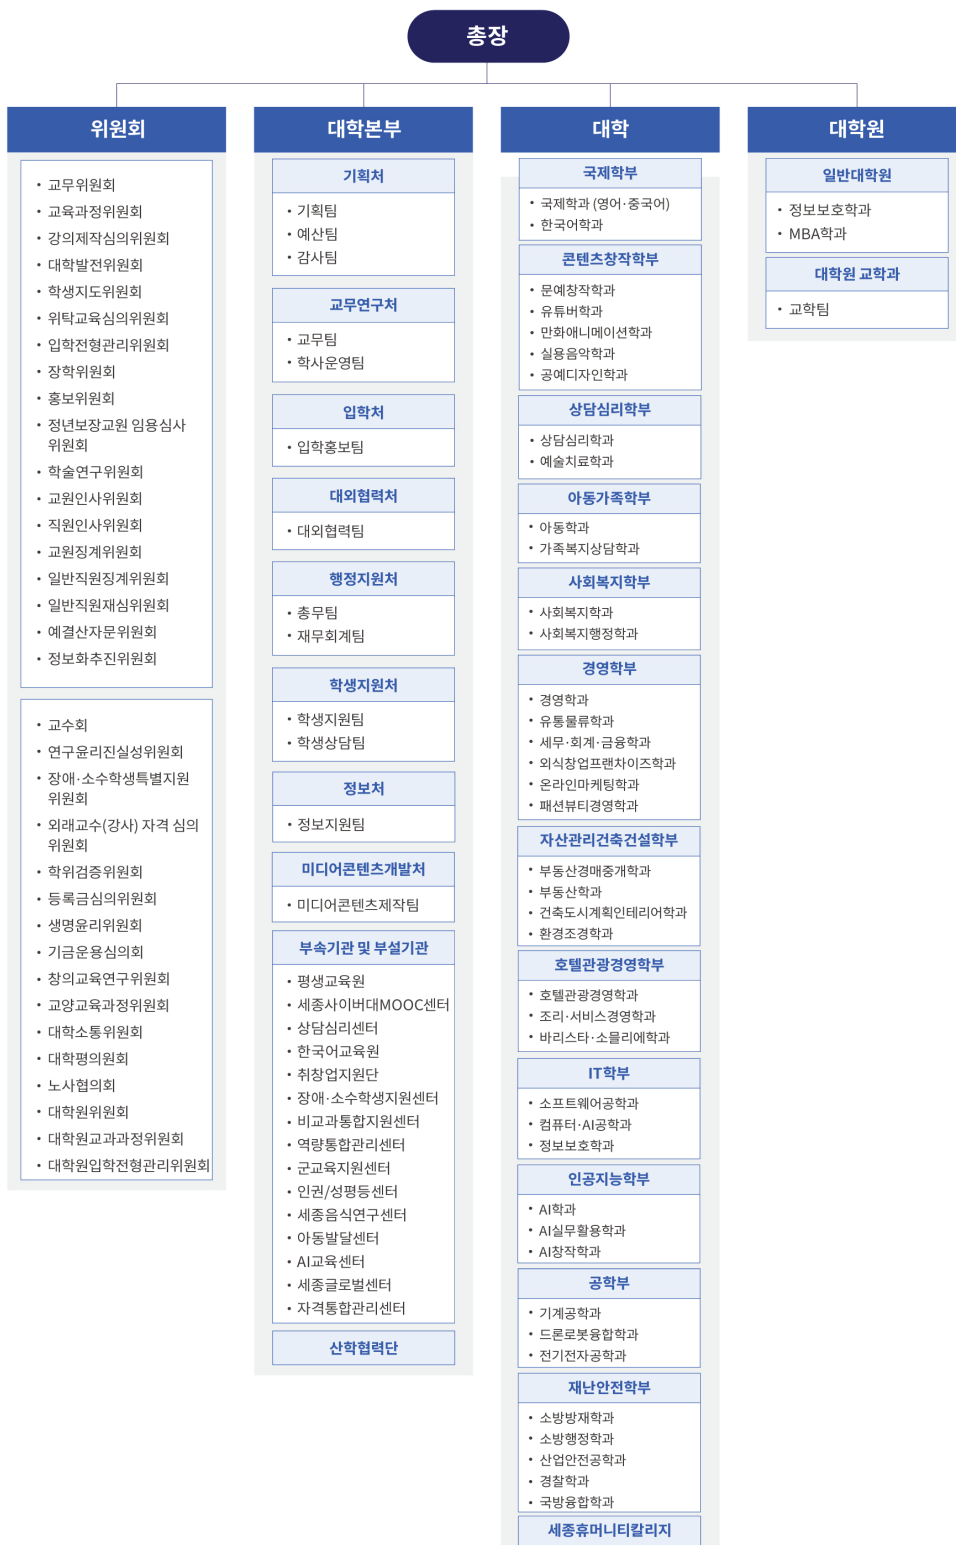 총장
위원회
교무위원회
교육과정위원회
강의제작심의위원회
대학발전위원회
학생지도위원회
위탁교육심의위원회
입학전형관리위원회
장학위원회
홍보위원회
정년보장교원 임용심사
위원회
학술연구위원회
교원인사위원회
직원인사위원회
교원징계위원회
일반직원징계위원회
일반직원재심위원회
예결산자문위원회
정보화추진위원회
교수회
연구윤리진실성위원회
장애·소수학생특별지원
위원회
외래교수(강사) 자격 심의
위원회
학위검증위원회
등록금심의위원회
생명윤리위원회
기금운용심의회
창의교육연구위원회
교양교육과정위원회
대학소통위원회
대학평의원회
노사협의회
대학원위원회
대학원교과과정위원회
대학원입학전형관리위원회
대학본부
기획처
기획팀
예산팀
감사팀
교무연구처
교무팀
학사운영팀
입학처
입학홍보팀
대외협력처
대외협력팀
행정지원처
총무팀
재무회계팀
학생지원처
학생지원팀
학생상담팀
정보처
정보지원팀
미디어콘텐츠개발처
미디어콘텐츠제작팀
부속기관 및 부설기관
평생교육원
세종사이버대MOOC센터
상담심리센터
한국어교육원
취창업지원단
장애·소수학생지원센터
비교과통합지원센터
역량통합관리센터
군교육지원센터
인권/성평등센터
세종음식연구센터
아동발달센터
AI교육센터
세종글로벌센터
자격통합관리센터
산학협력단
대학
국제학부
국제학과 (영어·중국어)
한국어학과
콘텐츠창작학부
문예창작학과
유튜버학과
만화애니메이션학과
실용음악학과
공예디자인학과
상담심리학부
상담심리학과
예술치료학과
아동가족학부
아동학과
가족복지상담학과
사회복지학부
사회복지학과
사회복지행정학과
경영학부
경영학과
유통물류학과
세무·회계·금융학과
외식창업프랜차이즈학과
온라인마케팅학과
패션뷰티경영학과
자산관리건축건설학부
부동산경매중개학과
부동산학과
건축도시계획인테리어학과
환경조경학과
호텔관광경영학부
호텔관광경영학과
조리·서비스경영학과
바리스타·소믈리에학과
IT학부
소프트웨어공학과
컴퓨터·AI공학과
정보보호학과
인공지능학부
AI학과
AI실무활용학과
AI창작학과
공학부
기계공학과
드론로봇융합학과
전기전자공학과
재난안전학부
소방방재학과
소방행정학과
산업안전공학과
경찰학과
국방융합학과
세종휴머니티칼리지
대학원
일반대학원
정보보호학과
MBA학과
대학원 교학과
교학팀